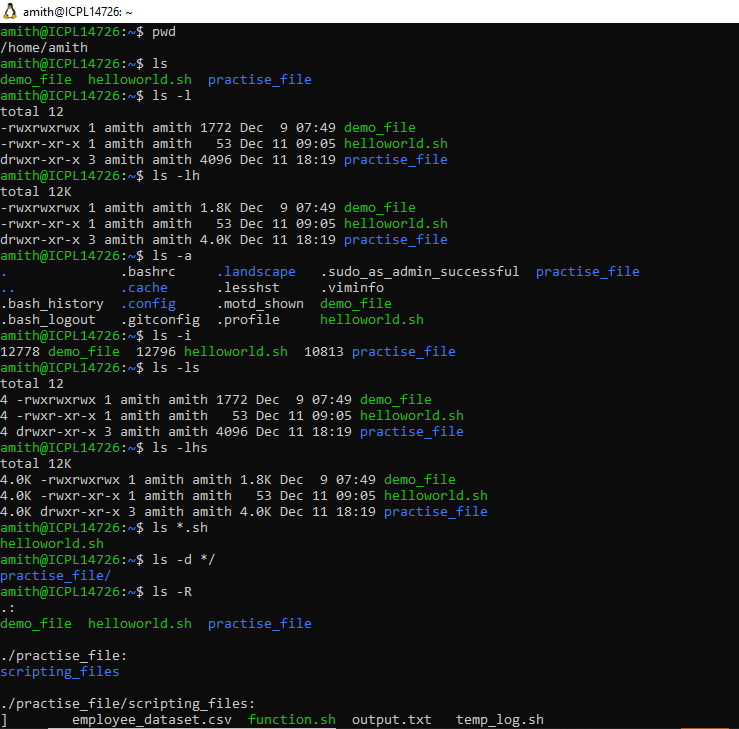 amith@ICPL14726: ~
amith@ICPL14726:~$ pwd
/home/amith
amith@ICPL14726:~$ ls
demo_file  helloworld.sh  practise_file
amith@ICPL14726:~$ ls -l
total 12
-rwxrwxrwx 1 amith amith 1772 Dec  9 07:49 demo_file
-rwxr-xr-x 1 amith amith   53 Dec 11 09:05 helloworld.sh
drwxr-xr-x 3 amith amith 4096 Dec 11 18:19 practise_file
amith@ICPL14726:~$ ls -lh
total 12K
-rwxrwxrwx 1 amith amith 1.8K Dec  9 07:49 demo_file
-rwxr-xr-x 1 amith amith   53 Dec 11 09:05 helloworld.sh
drwxr-xr-x 3 amith amith 4.0K Dec 11 18:19 practise_file
amith@ICPL14726:~$ ls -a
.              .bashrc     .landscape   .sudo_as_admin_successful  practise_file
..             .cache      .lesshst     .viminfo
.bash_history  .config     .motd_shown  demo_file
.bash_logout   .gitconfig  .profile     helloworld.sh
amith@ICPL14726:~$ ls -i
12778 demo_file  12796 helloworld.sh  10813 practise_file
amith@ICPL14726:~$ ls -ls
total 12
4 -rwxrwxrwx 1 amith amith 1772 Dec  9 07:49 demo_file
4 -rwxr-xr-x 1 amith amith   53 Dec 11 09:05 helloworld.sh
4 drwxr-xr-x 3 amith amith 4096 Dec 11 18:19 practise_file
amith@ICPL14726:~$ ls -lhs
total 12K
4.0K -rwxrwxrwx 1 amith amith 1.8K Dec  9 07:49 demo_file
4.0K -rwxr-xr-x 1 amith amith   53 Dec 11 09:05 helloworld.sh
4.0K drwxr-xr-x 3 amith amith 4.0K Dec 11 18:19 practise_file
amith@ICPL14726:~$ ls *.sh
helloworld.sh
amith@ICPL14726:~$ ls -d */
practise_file/
amith@ICPL14726:~$ ls -R
.:
demo_file  helloworld.sh  practise_file

./practise_file:
scripting_files

./practise_file/scripting_files:
]        employee_dataset.csv  function.sh  output.txt   temp_log.sh